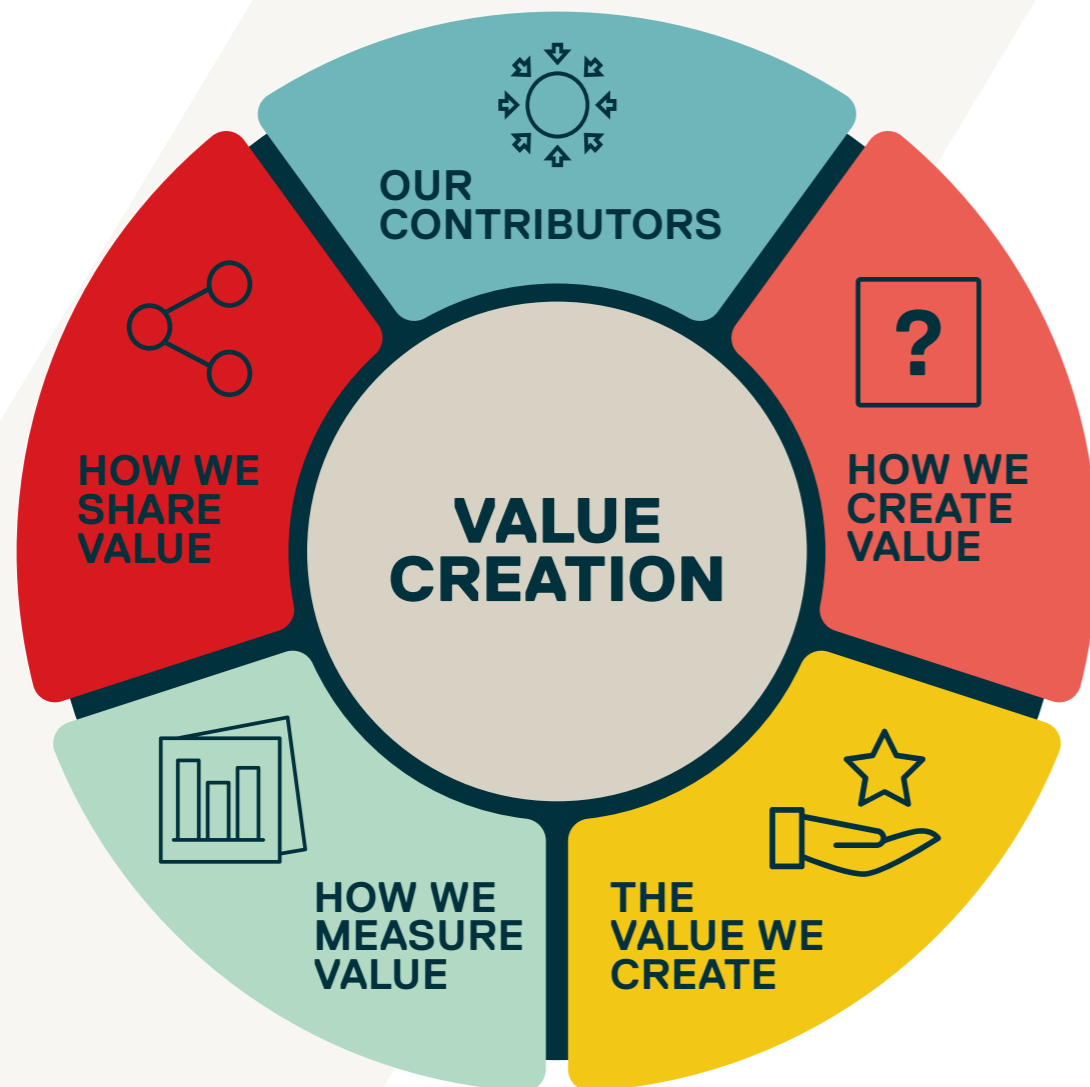 OUR
CONTRIBUTORS
?
HOW WE
CREATE
VALUE
THE
VALUE WE
CREATE
HOW WE
MEASURE
VALUE
HOW WE
SHARE
VALUE
VALUE
CREATION